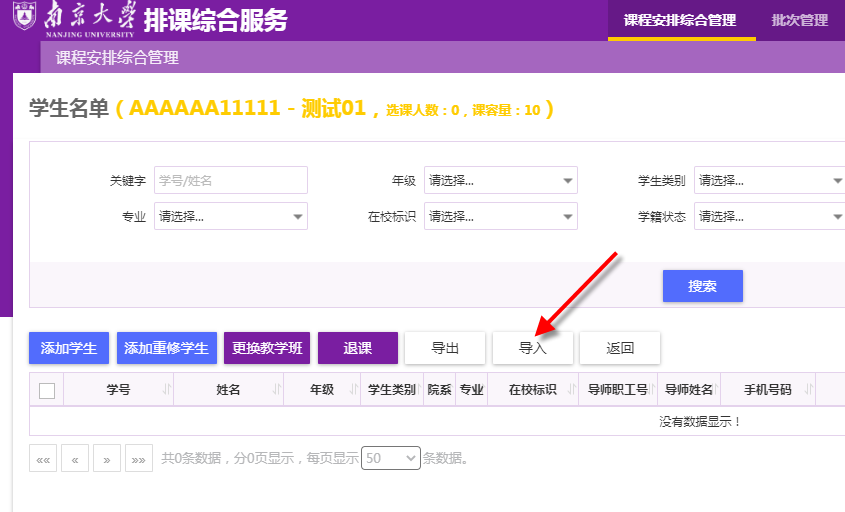 南京大学
NANJING UNIVERSITY
排课综合服务
课程安排综合管理 批次管理
课程安排综合管理
学生名单（AAAAAA11111 - 测试01，选课人数：0，课容量：10）
关键字 学号/姓名 年级 请选择... 学生类别 请选择...
专业 请选择... 在校标识 请选择... 学籍状态 请选择...
搜索
添加学生 添加重修学生 更换教学班 退课 导出 导入 返回
学号 姓名 年级 学生类别 院系 专业 在校标识 导师职工号 导师姓名 手机号码
没有数据显示！
«« « » »» 共0条数据，分0页显示，每页显示 50 条数据。